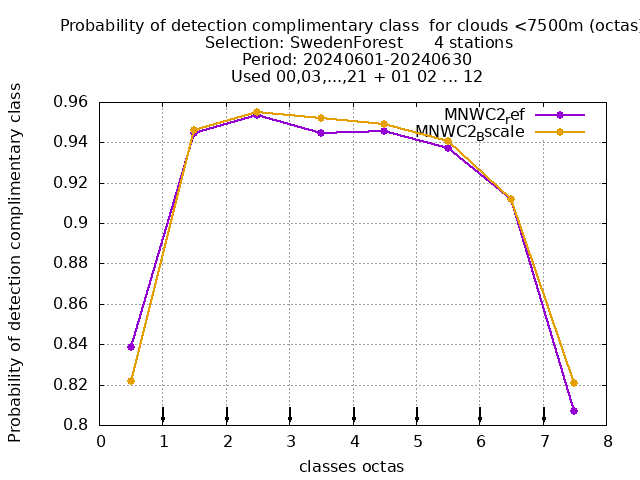 Probability of detection complimentary class  for clouds <7500m (octas)
Selection: SwedenForest      4 stations
Period: 20240601-20240630
Used 00,03,...,21 + 01 02 ... 12
Probability of detection complimentary class
0.96
0.94
0.92
0.9
0.88
0.86
0.84
0.82
0.8
MNWC2ref
MNWC2Bscale
0 1 2 3 4 5 6 7 8
classes octas